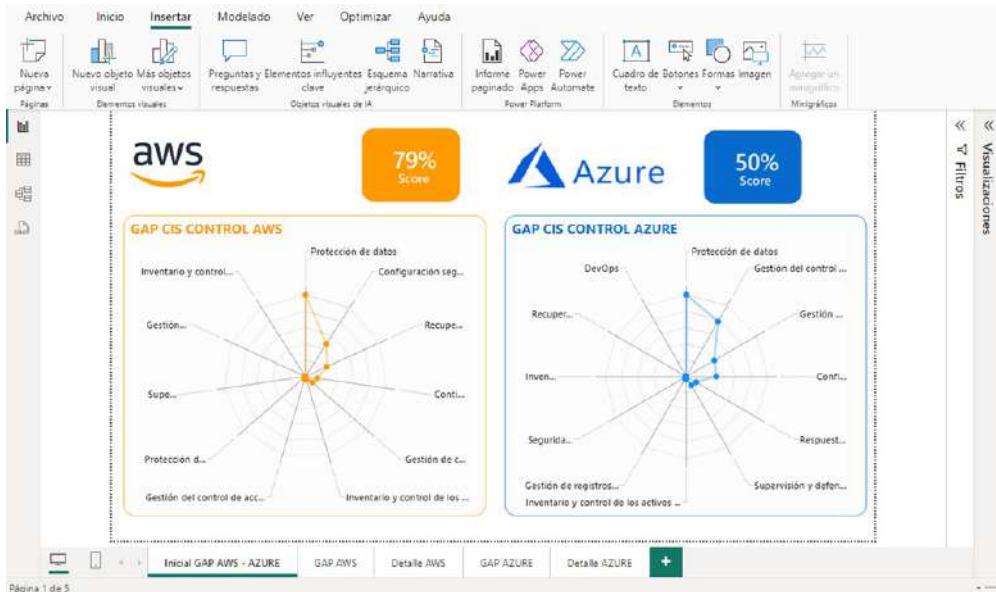 Archivo Inicio Insertar Modelado Ver Optimizar Ayuda
Nueva página
Nuevo objeto visual
Más objetos visuales
Preguntas y respuestas
Elementos influyentes clave
Esquema jerárquico
Narrativa
Informe paginado
Power Apps
Power Automate
Cuadro de texto
Botones
Formas
Imagen
Agregar un minigráfico
Páginas
Elementos visuales
Objetos visuales de IA
Power Platform
Elementos
Minigráficos
aws
79%
Score
Azure
50%
Score
GAP CIS CONTROL AWS
Protección de datos
Inventario y control...
Configuración seg...
Gestión...
Recupe...
Supe...
Conti...
Protección d...
Gestión de c...
Gestión del control de acc...
Inventario y control de los ...
GAP CIS CONTROL AZURE
Protección de datos
DevOps
Gestión del control ...
Recuper...
Gestión ...
Inven...
Confi...
Segurida...
Respuest...
Gestión de registros...
Supervisión y defen...
Inventario y control de los activos ...
Filtros
Visualizaciones
Inicial GAP AWS - AZURE
GAP AWS
Detalle AWS
GAP AZURE
Detalle AZURE
Página 1 de 5